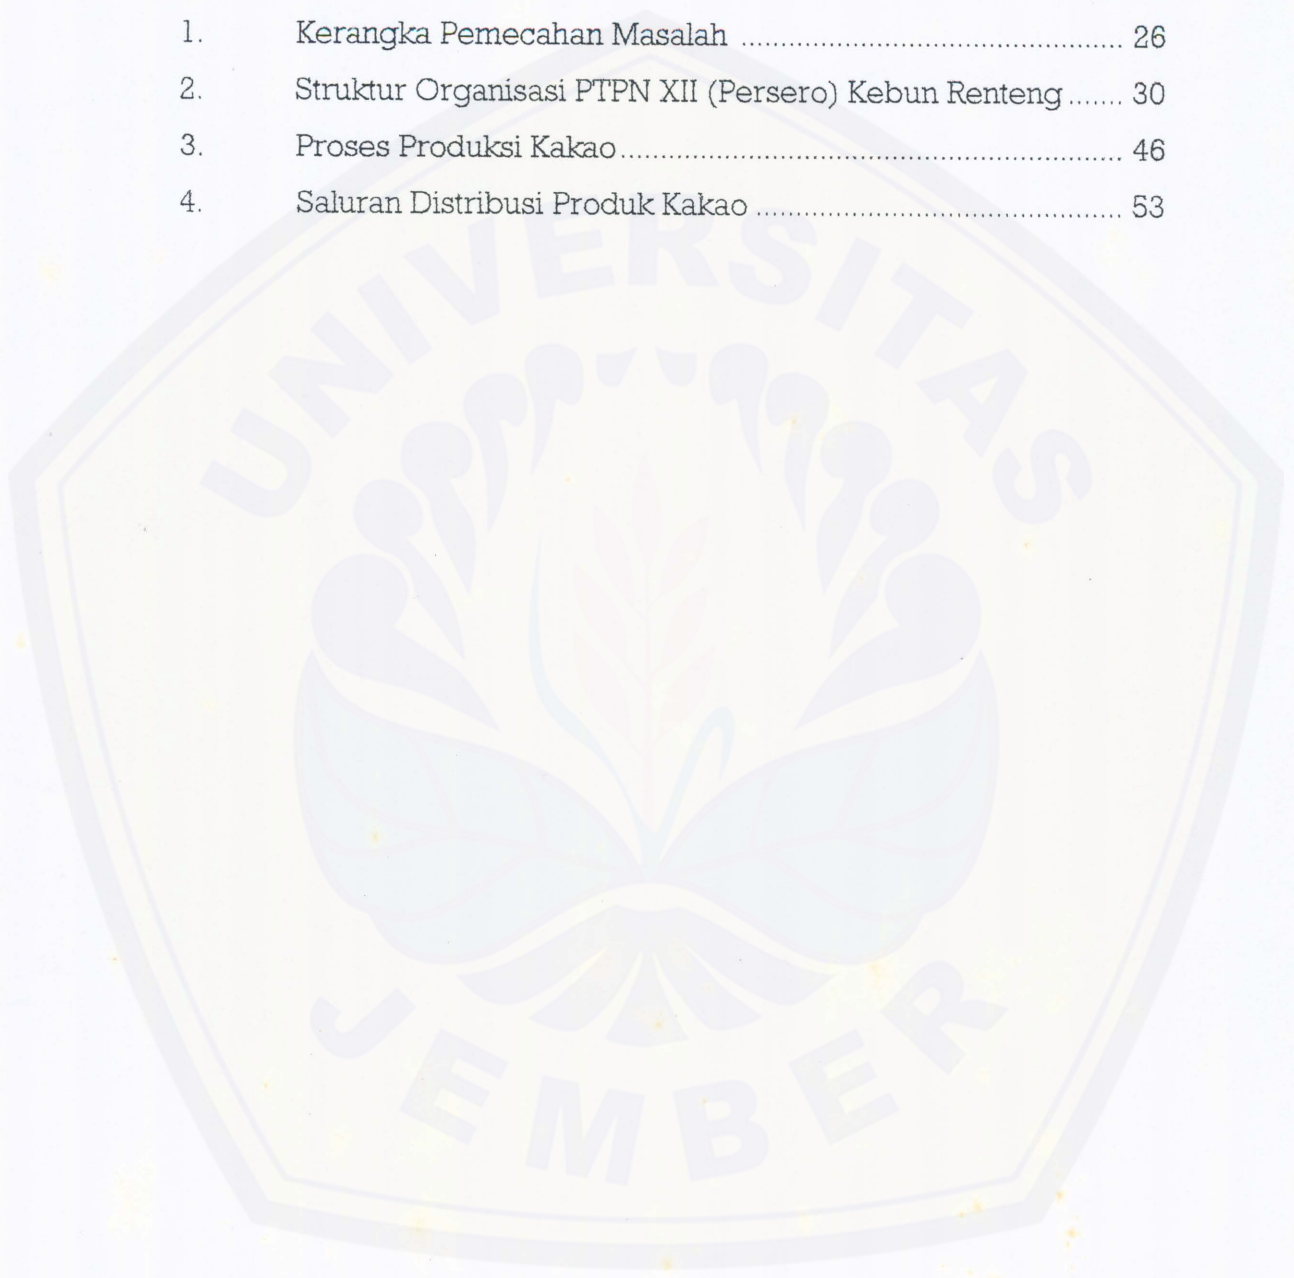 1. Kerangka Pemecahan Masalah ............................................... 26
2. Struktur Organisasi PTPN XII (Persero) Kebun Renteng ....... 30
3. Proses Produksi Kakao.............................................................. 46
4. Saluran Distribusi Produk Kakao ............................................. 53
UNIVERSITAS
JEMBER